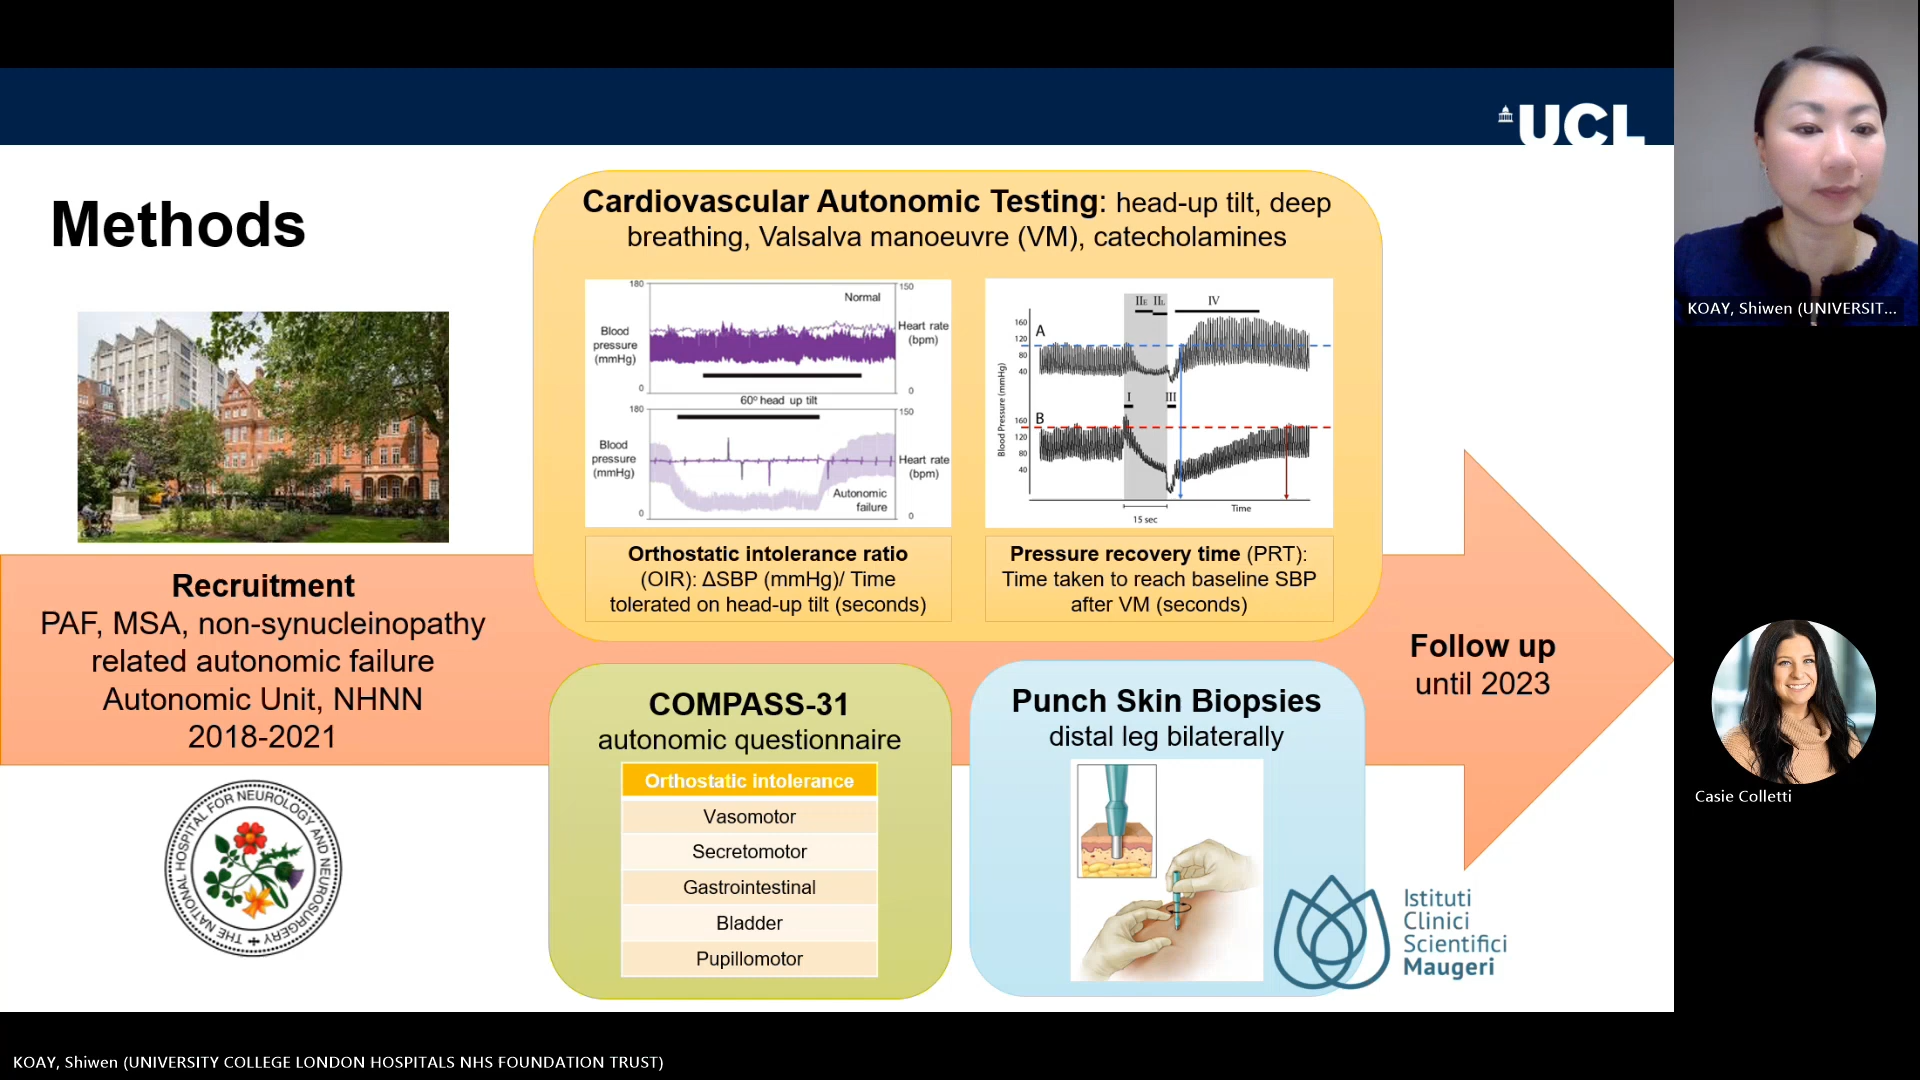 UCL
Methods
Cardiovascular Autonomic Testing: head-up tilt, deep
breathing, Valsalva manoeuvre (VM), catecholamines
180
150
Normal
Blood
pressure
(mmHg)
Heart rate
(bpm)
0
0
60º head up tilt
180
150
Blood
pressure
(mmHg)
Heart rate
(bpm)
Autonomic
failure
0
0
IIE IIL IV
A
160
120
80
40
I III
B
160
120
80
40
Blood Pressure (mmHg)
15 sec
Time
Orthostatic intolerance ratio
(OIR): ΔSBP (mmHg)/ Time
tolerated on head-up tilt (seconds)
Pressure recovery time (PRT):
Time taken to reach baseline SBP
after VM (seconds)
Recruitment
PAF, MSA, non-synucleinopathy
related autonomic failure
Autonomic Unit, NHNN
2018-2021
THE NATIONAL HOSPITAL FOR NEUROLOGY AND NEUROSURGERY
COMPASS-31
autonomic questionnaire
Orthostatic intolerance
Vasomotor
Secretomotor
Gastrointestinal
Bladder
Pupillomotor
Punch Skin Biopsies
distal leg bilaterally
Istituti
Clinici
Scientifici
Maugeri
Follow up
until 2023
KOAY, Shiwen (UNIVERSIT...
Casie Colletti
KOAY, Shiwen (UNIVERSITY COLLEGE LONDON HOSPITALS NHS FOUNDATION TRUST)